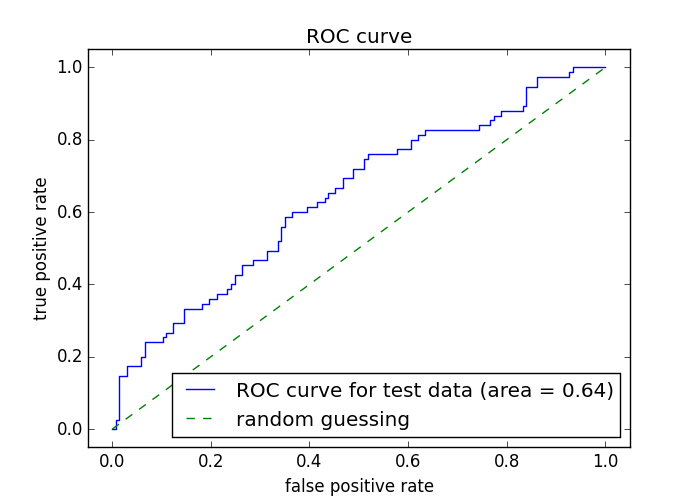 ROC curve
1.0
0.8
0.6
0.4
0.2
0.0
true positive rate
ROC curve for test data (area = 0.64)
random guessing
0.0 0.2 0.4 0.6 0.8 1.0
false positive rate